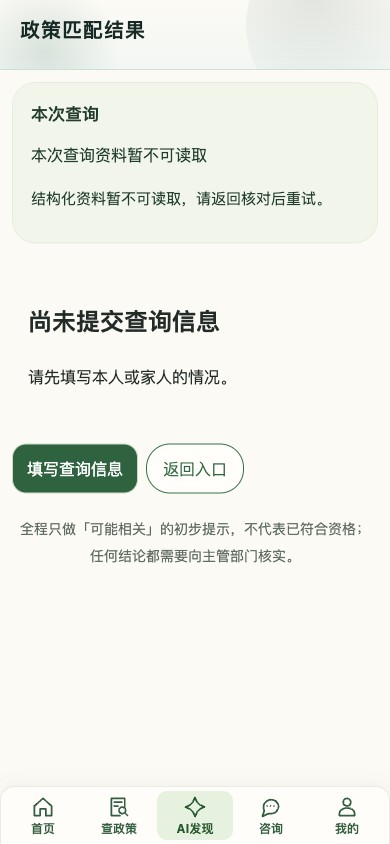 政策匹配结果
本次查询
本次查询资料暂不可读取
结构化资料暂不可读取，请返回核对后重试。
尚未提交查询信息
请先填写本人或家人的情况。
填写查询信息
返回入口
全程只做「可能相关」的初步提示，不代表已符合资格；
任何结论都需要向主管部门核实。
首页
查政策
AI发现
咨询
我的